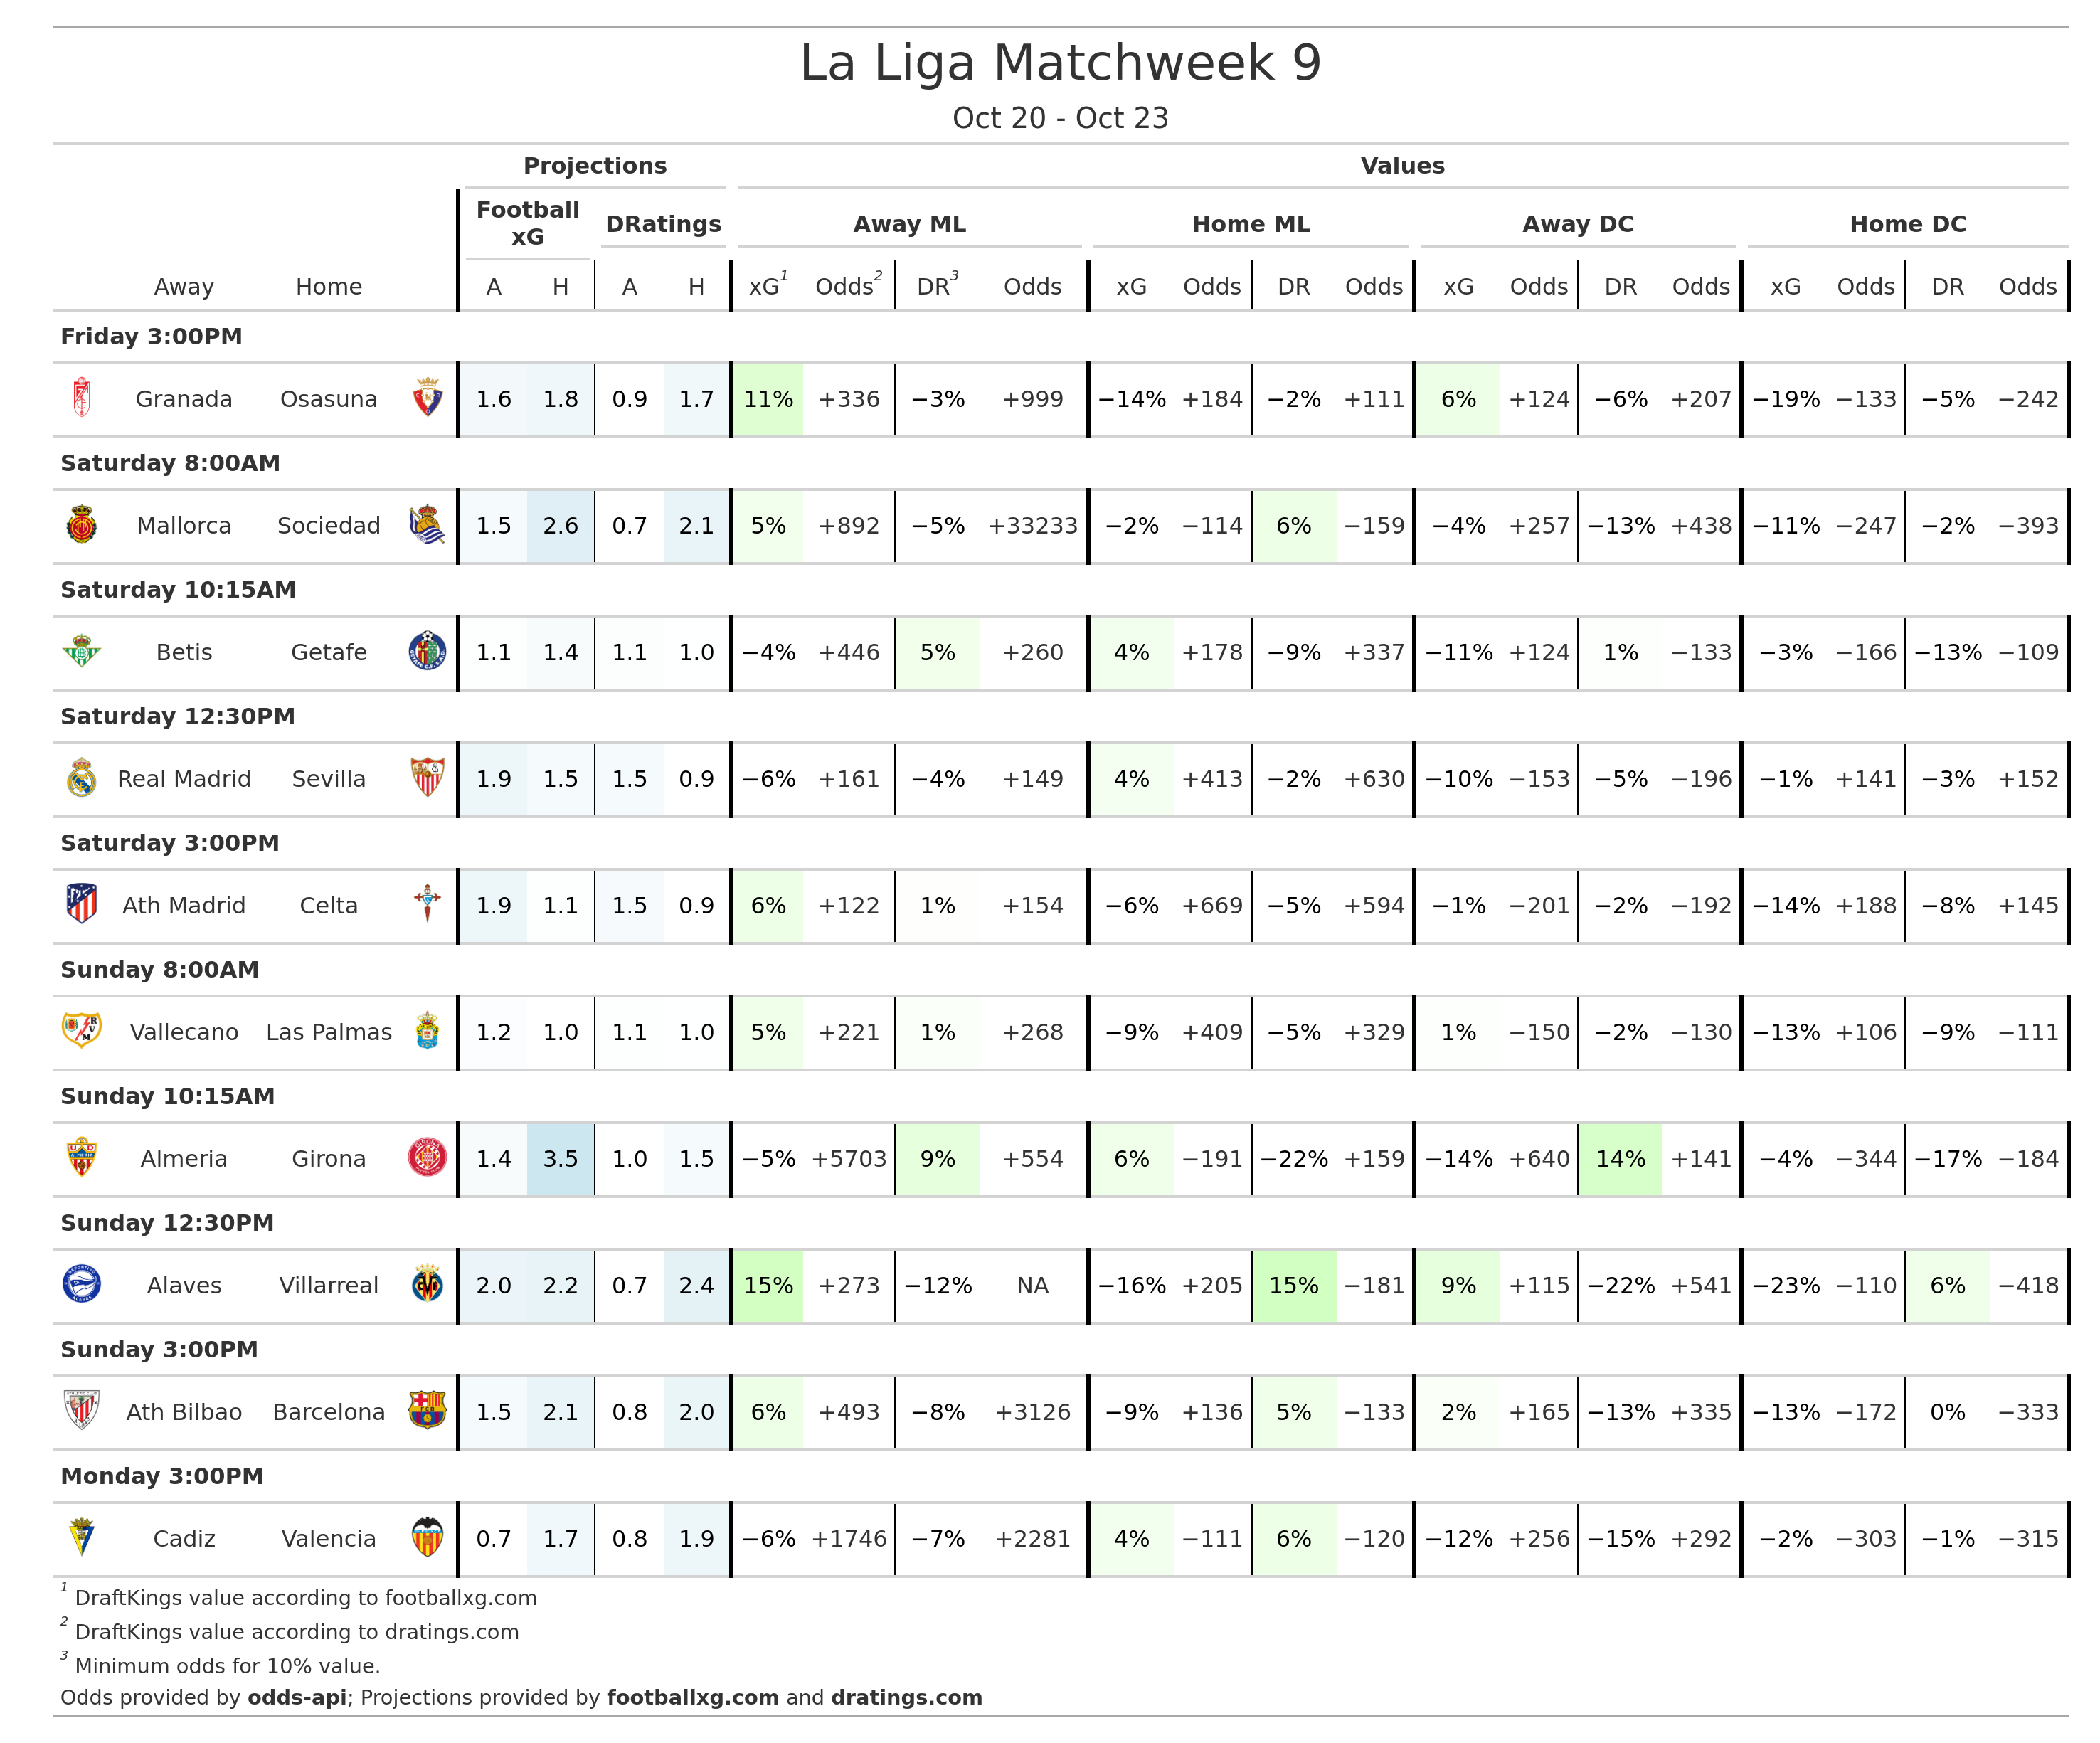 La Liga Matchweek 9
Oct 20 - Oct 23
Projections Values
Football xG DRatings Away ML Home ML Away DC Home DC
Away Home A H A H xG1 Odds2 DR3 Odds xG Odds DR Odds xG Odds DR Odds xG Odds DR Odds
Friday 3:00PM
Granada Osasuna 1.6 1.8 0.9 1.7 11% +336 −3% +999 −14% +184 −2% +111 6% +124 −6% +207 −19% −133 −5% −242
Saturday 8:00AM
Mallorca Sociedad 1.5 2.6 0.7 2.1 5% +892 −5% +33233 −2% −114 6% −159 −4% +257 −13% +438 −11% −247 −2% −393
Saturday 10:15AM
Betis Getafe 1.1 1.4 1.1 1.0 −4% +446 5% +260 4% +178 −9% +337 −11% +124 1% −133 −3% −166 −13% −109
Saturday 12:30PM
Real Madrid Sevilla 1.9 1.5 1.5 0.9 −6% +161 −4% +149 4% +413 −2% +630 −10% −153 −5% −196 −1% +141 −3% +152
Saturday 3:00PM
Ath Madrid Celta 1.9 1.1 1.5 0.9 6% +122 1% +154 −6% +669 −5% +594 −1% −201 −2% −192 −14% +188 −8% +145
Sunday 8:00AM
Vallecano Las Palmas 1.2 1.0 1.1 1.0 5% +221 1% +268 −9% +409 −5% +329 1% −150 −2% −130 −13% +106 −9% −111
Sunday 10:15AM
Almeria Girona 1.4 3.5 1.0 1.5 −5% +5703 9% +554 6% −191 −22% +159 −14% +640 14% +141 −4% −344 −17% −184
Sunday 12:30PM
Alaves Villarreal 2.0 2.2 0.7 2.4 15% +273 −12% NA −16% +205 15% −181 9% +115 −22% +541 −23% −110 6% −418
Sunday 3:00PM
Ath Bilbao Barcelona 1.5 2.1 0.8 2.0 6% +493 −8% +3126 −9% +136 5% −133 2% +165 −13% +335 −13% −172 0% −333
Monday 3:00PM
Cadiz Valencia 0.7 1.7 0.8 1.9 −6% +1746 −7% +2281 4% −111 6% −120 −12% +256 −15% +292 −2% −303 −1% −315
1 DraftKings value according to footballxg.com
2 DraftKings value according to dratings.com
3 Minimum odds for 10% value.
Odds provided by odds-api; Projections provided by footballxg.com and dratings.com